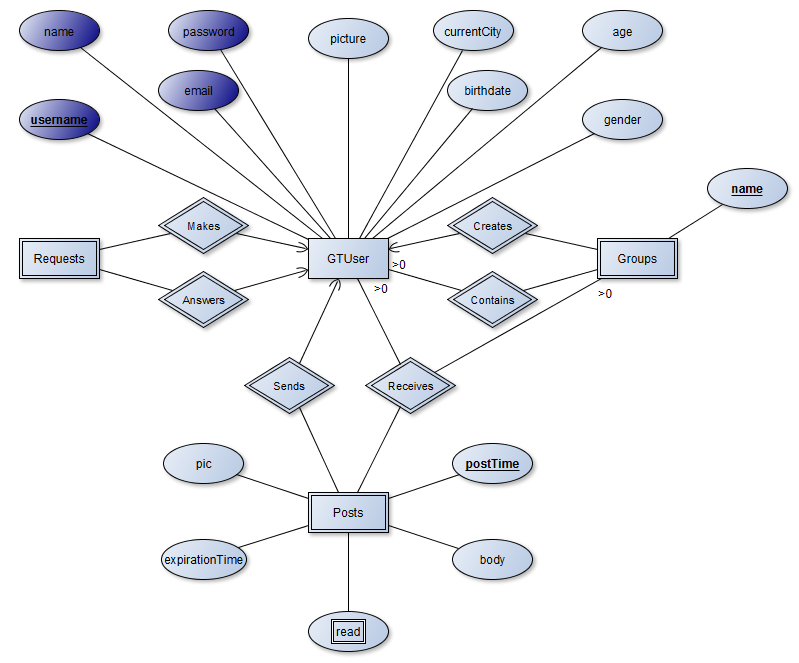 name
password
picture
currentCity
age
email
birthdate
username
gender
name
Makes
Creates
Requests
GTUser
Groups
>0
>0
>0
Answers
Contains
Sends
Receives
pic
postTime
Posts
expirationTime
body
read